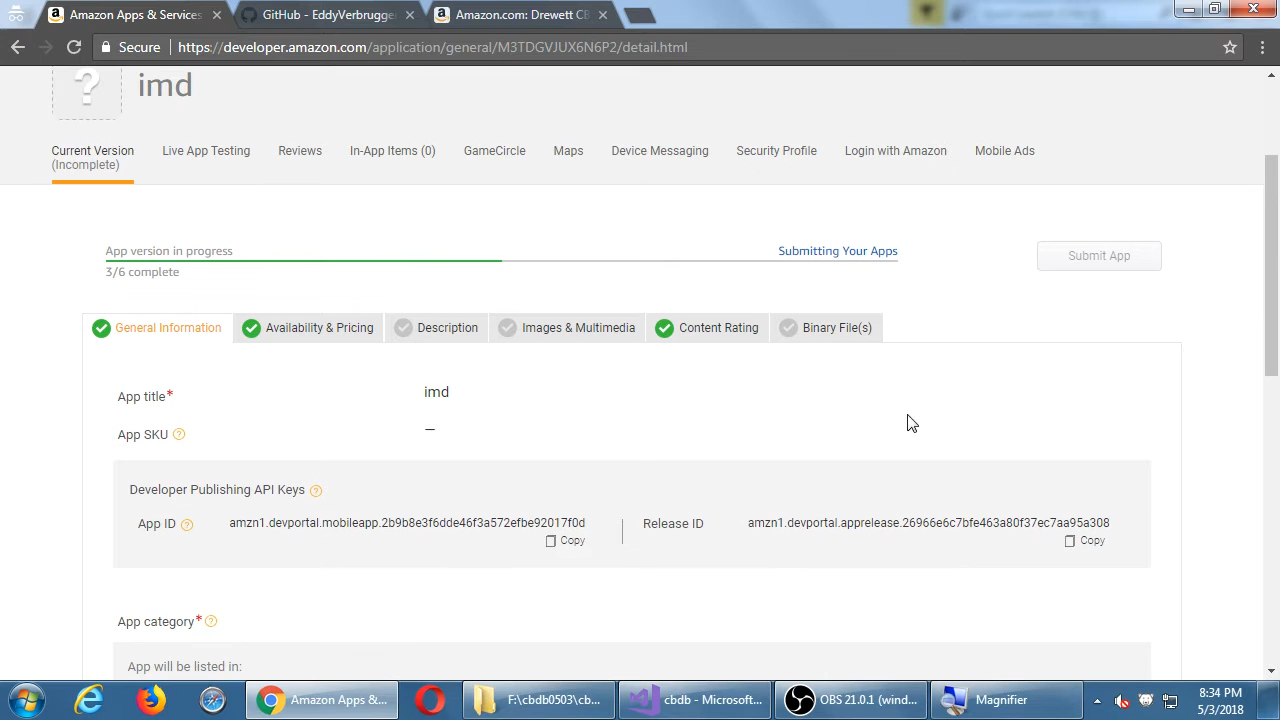 Amazon Apps & Services
GitHub - EddyVerbrugge
Amazon.com: Drewett CB
Secure
https://developer.amazon.com/application/general/M3TDGVJUX6N6P2/detail.html
imd
Current Version
(Incomplete)
Live App Testing
Reviews
In-App Items (0)
GameCircle
Maps
Device Messaging
Security Profile
Login with Amazon
Mobile Ads
App version in progress
Submitting Your Apps
Submit App
3/6 complete
General Information
Availability & Pricing
Description
Images & Multimedia
Content Rating
Binary File(s)
App title*
imd
App SKU ?
—
Developer Publishing API Keys ?
App ID ?
amzn1.devportal.mobileapp.2b9b8e3f6dde46f3a572efbe92017f0d
Copy
Release ID
amzn1.devportal.apprelease.26966e6c7bfe463a80f37ec7aa95a308
Copy
App category* ?
App will be listed in:
Amazon Apps &...
F:\cbdb0503\cb...
cbdb - Microsoft...
OBS 21.0.1 (wind...
Magnifier
8:34 PM
5/3/2018